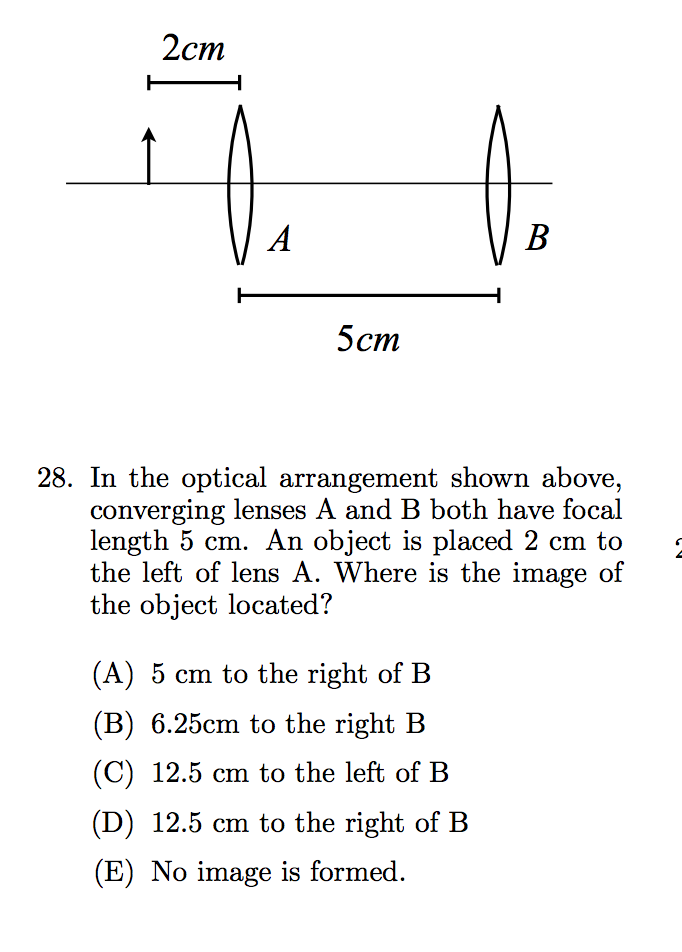 2cm
A
B
5cm
28. In the optical arrangement shown above,
converging lenses A and B both have focal
length 5 cm. An object is placed 2 cm to
the left of lens A. Where is the image of
the object located?
(A) 5 cm to the right of B
(B) 6.25cm to the right B
(C) 12.5 cm to the left of B
(D) 12.5 cm to the right of B
(E) No image is formed.